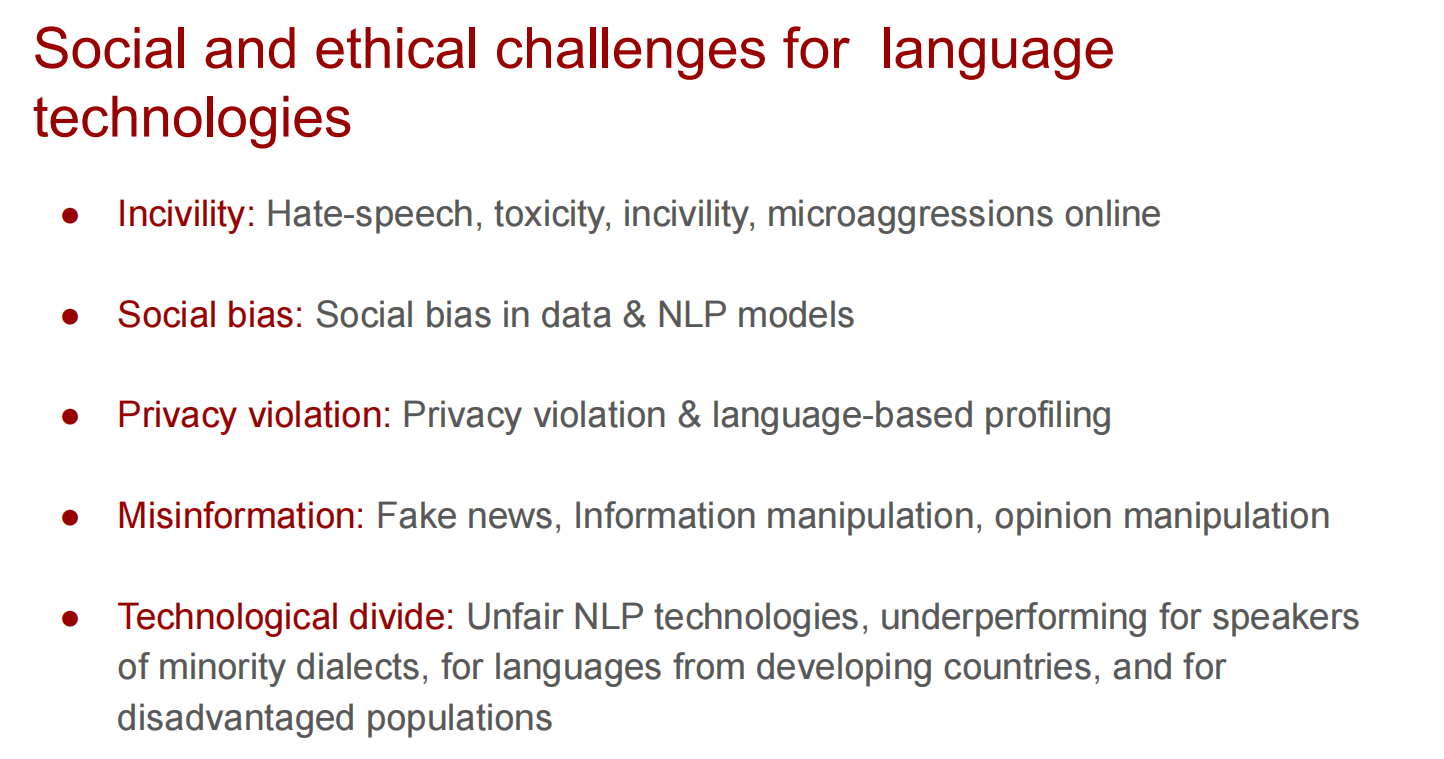 Social and ethical challenges for  language
technologies
● Incivility: Hate-speech, toxicity, incivility, microaggressions online
● Social bias: Social bias in data & NLP models
● Privacy violation: Privacy violation & language-based profiling
● Misinformation: Fake news, Information manipulation, opinion manipulation
● Technological divide: Unfair NLP technologies, underperforming for speakers
of minority dialects, for languages from developing countries, and for
disadvantaged populations